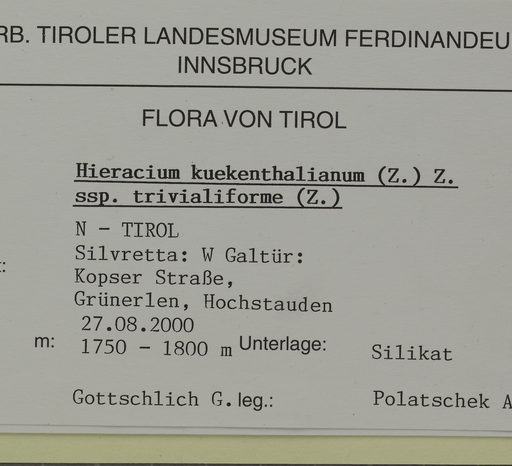 RB. TIROLER LANDESMUSEUM FERDINANDEU
INNSBRUCK
FLORA VON TIROL
Hieracium kuekenthalianum (Z.) Z.
ssp. trivialiforme (Z.)
N - TIROL
Silvretta: W Galtür:
Kopser Straße,
Grünerlen, Hochstauden
27.08.2000
m: 1750 - 1800 m Unterlage: Silikat
Gottschlich G. leg.: Polatschek A